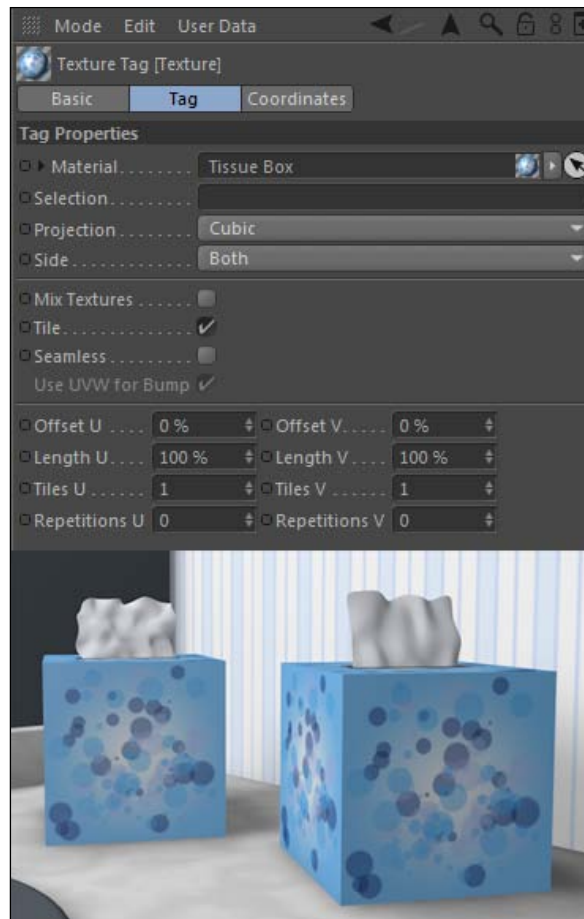 Mode Edit User Data
Texture Tag [Texture]
Basic Tag Coordinates
Tag Properties
Material........ Tissue Box
Selection.........
Projection........ Cubic
Side............. Both
Mix Textures......
Tile..............
Seamless........
Use UVW for Bump
Offset U.... 0 % Offset V..... 0 %
Length U.... 100 % Length V.... 100 %
Tiles U...... 1 Tiles V...... 1
Repetitions U 0 Repetitions V 0